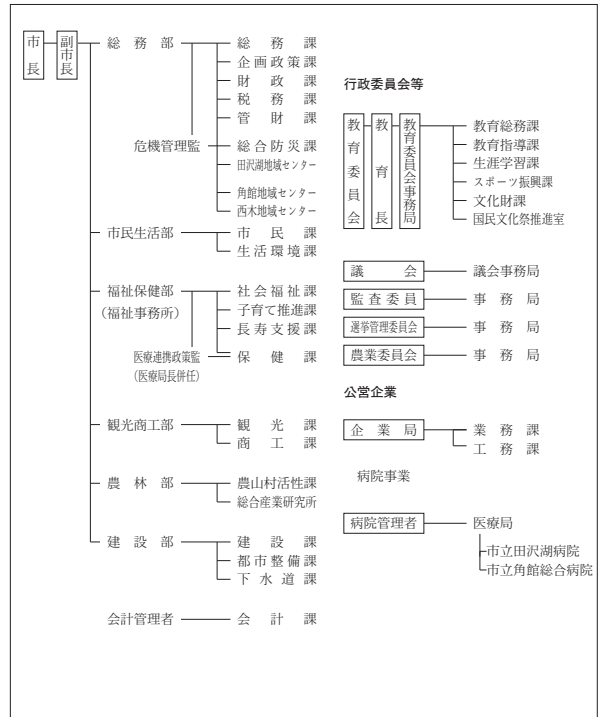 市長
副市長
総務部
総務課
企画政策課
財政課
税務課
管財課
危機管理監
総合防災課
田沢湖地域センター
角館地域センター
西木地域センター
市民生活部
市民課
生活環境課
福祉保健部
(福祉事務所)
社会福祉課
子育て推進課
長寿支援課
医療連携政策監
(医療局長併任)
保健課
観光商工部
観光課
商工課
農林部
農山村活性課
総合産業研究所
建設部
建設課
都市整備課
下水道課
会計管理者
会計課
行政委員会等
教育委員会
教育長
教育委員会事務局
教育総務課
教育指導課
生涯学習課
スポーツ振興課
文化財課
国民文化祭推進室
議会
議会事務局
監査委員
事務局
選挙管理委員会
事務局
農業委員会
事務局
公営企業
企業局
業務課
工務課
病院事業
病院管理者
医療局
市立田沢湖病院
市立角館総合病院